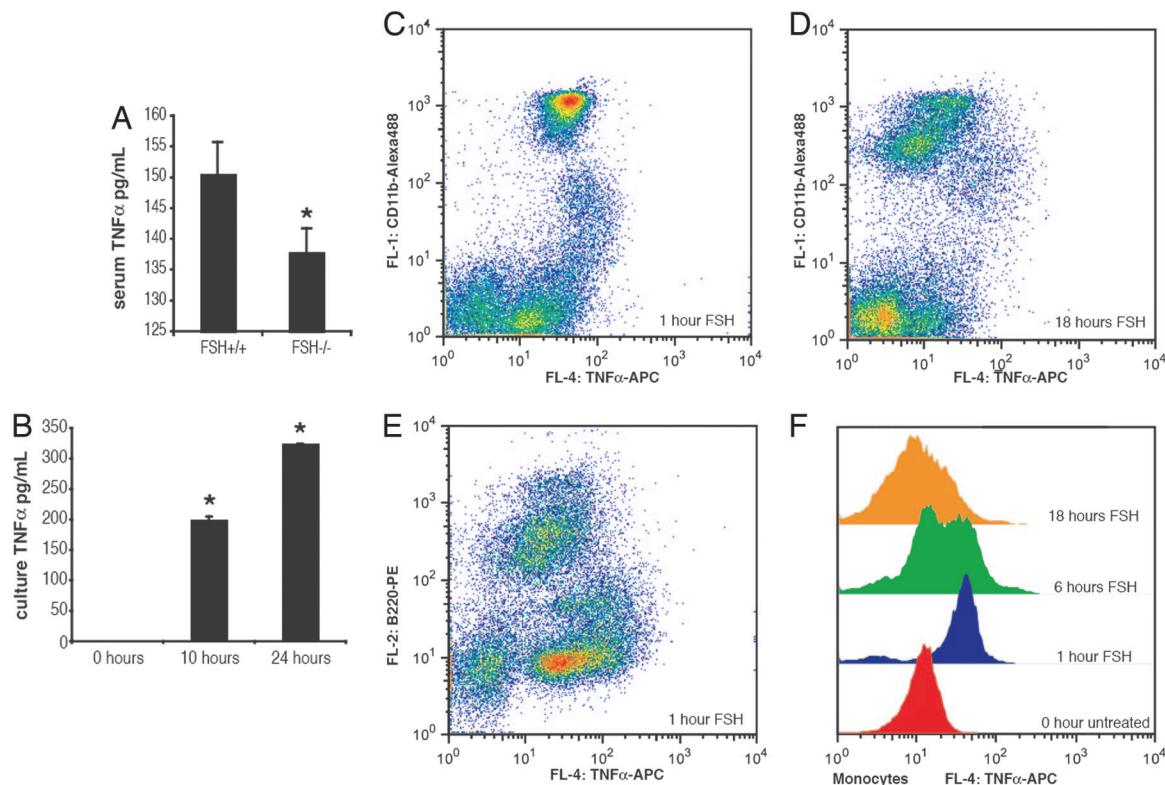 A
serum TNFα pg/mL
160
155
150
145
140
135
130
125
*
FSH+/+ FSH-/-
B
culture TNFα pg/mL
350
300
250
200
150
100
50
0
*
*
0 hours 10 hours 24 hours
C
FL-1: CD11b-Alexa488
10⁴
10³
10²
10¹
10⁰
1 hour FSH
10⁰ 10¹ 10² 10³ 10⁴
FL-4: TNFα-APC
D
FL-1: CD11b-Alexa488
10⁴
10³
10²
10¹
10⁰
18 hours FSH
10⁰ 10¹ 10² 10³ 10⁴
FL-4: TNFα-APC
E
FL-2: B220-PE
10⁴
10³
10²
10¹
10⁰
1 hour FSH
10⁰ 10¹ 10² 10³ 10⁴
FL-4: TNFα-APC
F
18 hours FSH
6 hours FSH
1 hour FSH
0 hour untreated
10⁰ 10¹ 10² 10³ 10⁴
Monocytes FL-4: TNFα-APC